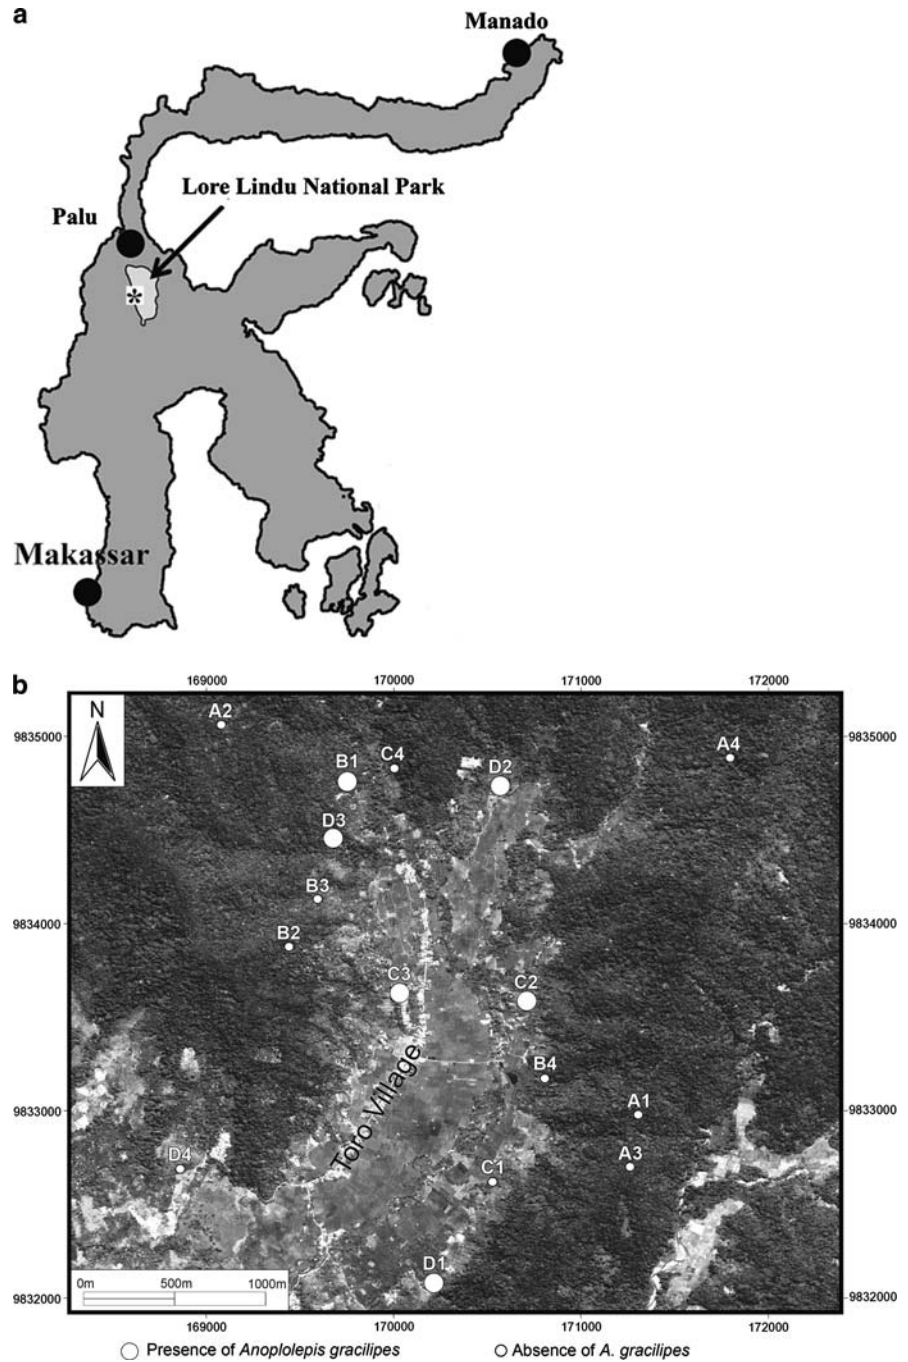 a
Manado
Lore Lindu National Park
Palu
*
Makassar
b
169000 170000 171000 172000
N
9835000 9835000
A2
C4
A4
B1
D2
D3
B3
9834000 9834000
B2
C3
C2
B4
Toro Village
9833000 9833000
A1
A3
D4
C1
D1
0m 500m 1000m
9832000 9832000
169000 170000 171000 172000
Presence of Anoplolepis gracilipes
Absence of A. gracilipes